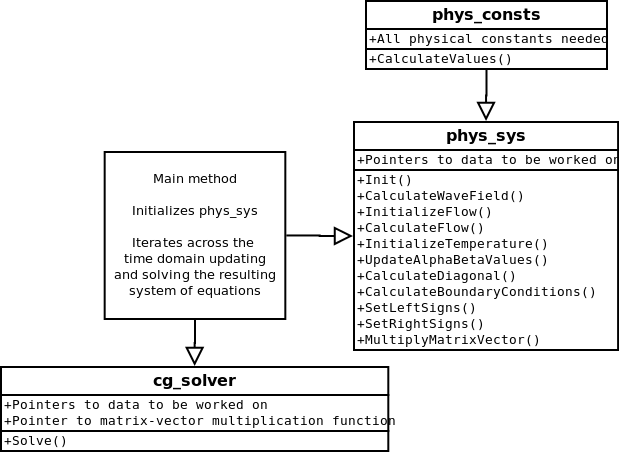 phys_consts
+All physical constants needed
+CalculateValues()
phys_sys
+Pointers to data to be worked on
+Init()
+CalculateWaveField()
+InitializeFlow()
+CalculateFlow()
+InitializeTemperature()
+UpdateAlphaBetaValues()
+CalculateDiagonal()
+CalculateBoundaryConditions()
+SetLeftSigns()
+SetRightSigns()
+MultiplyMatrixVector()
Main method
Initializes phys_sys
Iterates across the
time domain updating
and solving the resulting
system of equations
cg_solver
+Pointers to data to be worked on
+Pointer to matrix-vector multiplication function
+Solve()